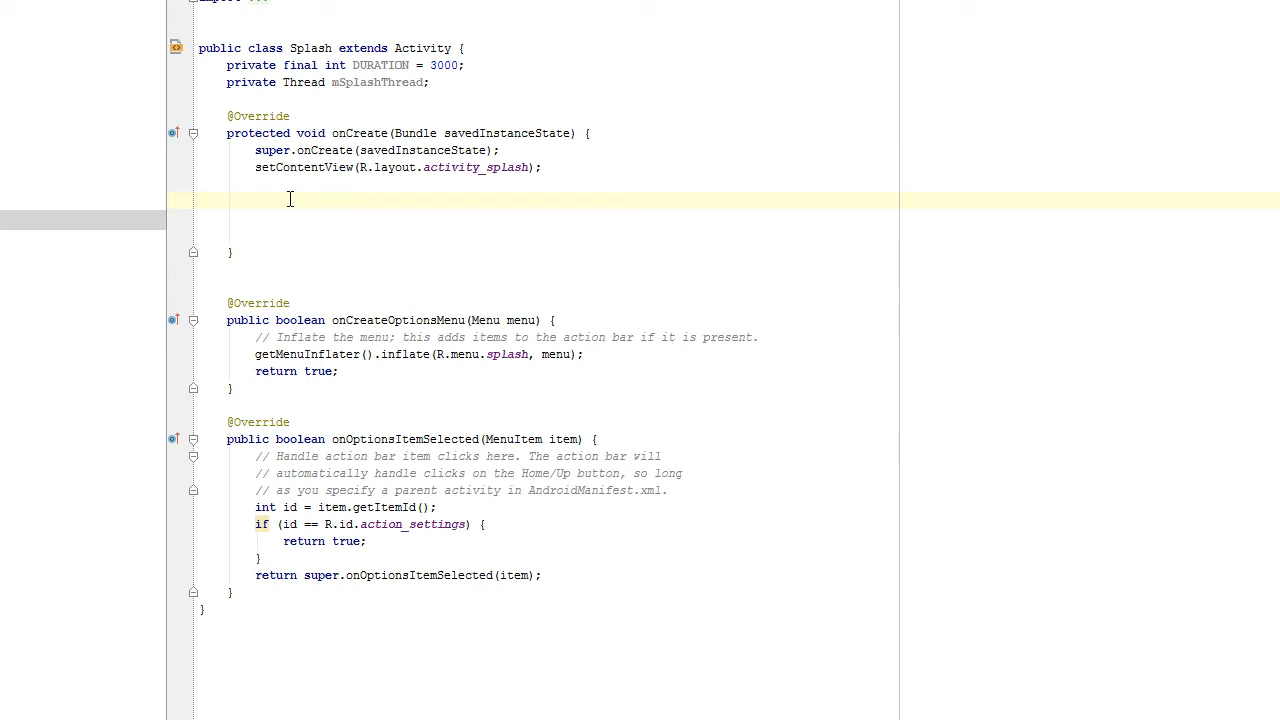 public class Splash extends Activity {
private final int DURATION = 3000;
private Thread mSplashThread;
@Override
protected void onCreate(Bundle savedInstanceState) {
super.onCreate(savedInstanceState);
setContentView(R.layout.activity_splash);
}
@Override
public boolean onCreateOptionsMenu(Menu menu) {
// Inflate the menu; this adds items to the action bar if it is present.
getMenuInflater().inflate(R.menu.splash, menu);
return true;
}
@Override
public boolean onOptionsItemSelected(MenuItem item) {
// Handle action bar item clicks here. The action bar will
// automatically handle clicks on the Home/Up button, so long
// as you specify a parent activity in AndroidManifest.xml.
int id = item.getItemId();
if (id == R.id.action_settings) {
return true;
}
return super.onOptionsItemSelected(item);
}
}